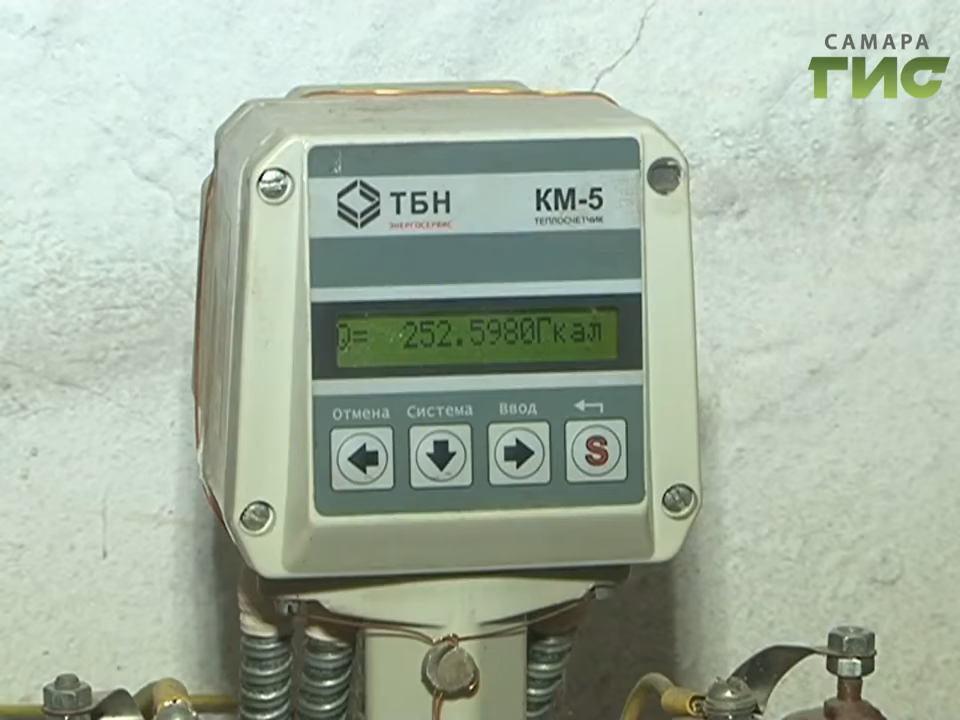 САМАРА
ГИС
ТБН
ЭНЕРГОСЕРВИС
КМ-5
ТЕПЛОСЧЕТЧИК
Q= 252.5980Гкал
Отмена Система Ввод
S